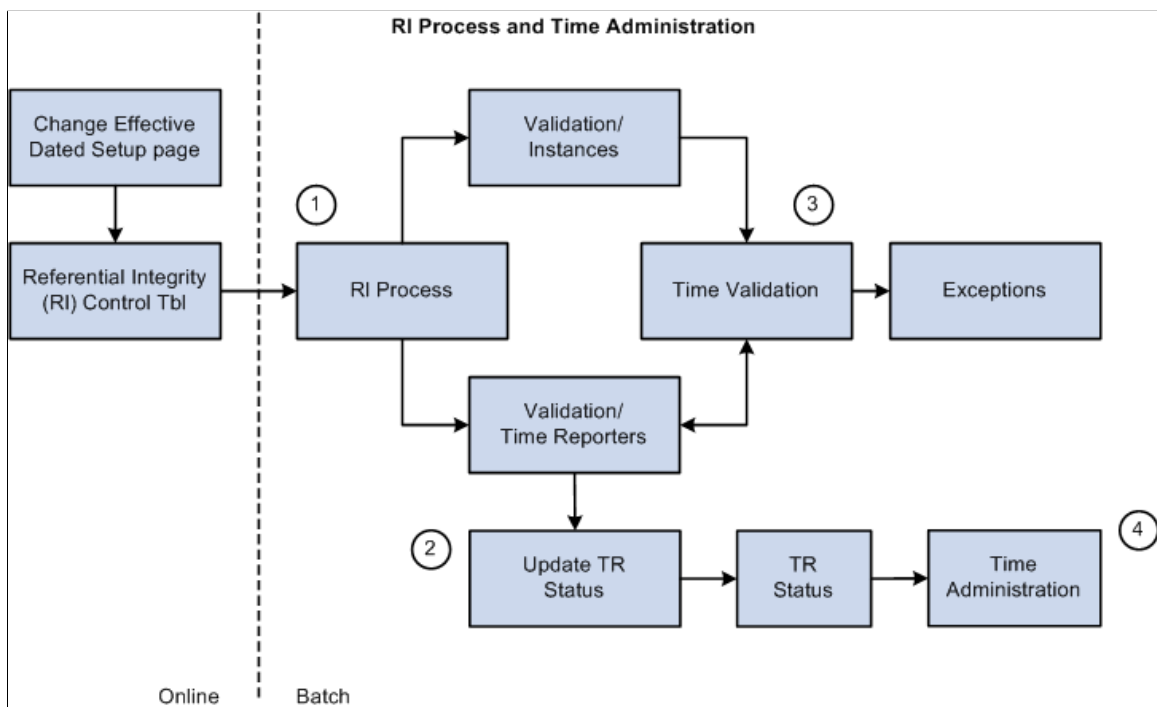 RI Process and Time Administration
Change Effective
Dated Setup page
Validation/
Instances
1
3
Referential Integrity
(RI) Control Tbl
RI Process
Time Validation
Exceptions
Validation/
Time Reporters
2
Update TR
Status
TR
Status
Time
Administration
4
Online
Batch